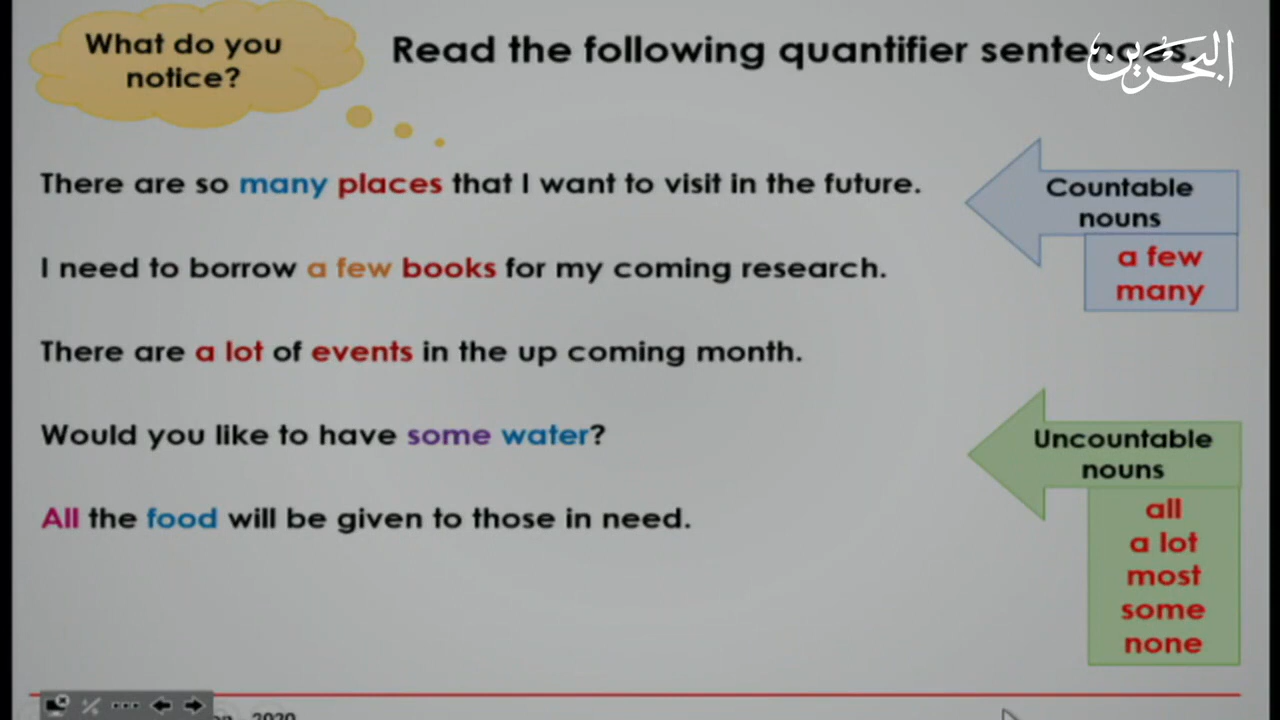 What do you
notice?
Read the following quantifier sentences.
البحرين
There are so many places that I want to visit in the future.
I need to borrow a few books for my coming research.
There are a lot of events in the up coming month.
Would you like to have some water?
All the food will be given to those in need.
Countable
nouns
a few
many
Uncountable
nouns
all
a lot
most
some
none
2020